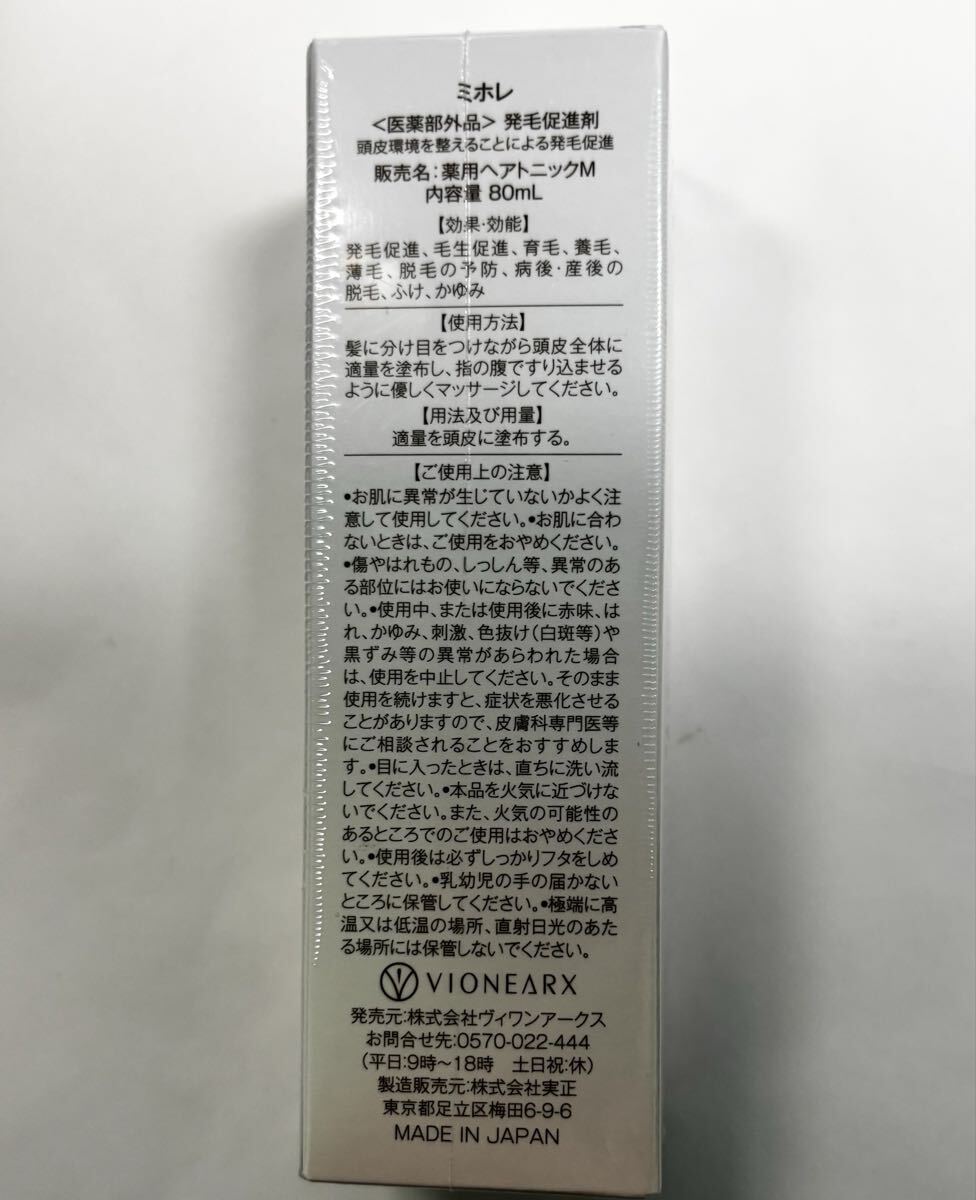 ミホレ
<医薬部外品> 発毛促進剤
頭皮環境を整えることによる発毛促進
販売名:薬用ヘアトニックM
内容量 80mL
【効果・効能】
発毛促進、毛生促進、育毛、養毛、
薄毛、脱毛の予防、病後・産後の
脱毛、ふけ、かゆみ
【使用方法】
髪に分け目をつけながら頭皮全体に
適量を塗布し、指の腹ですり込ませる
ように優しくマッサージしてください。
【用法及び用量】
適量を頭皮に塗布する。
【ご使用上の注意】
•お肌に異常が生じていないかよく注
意して使用してください。•お肌に合わ
ないときは、ご使用をおやめください。
•傷やはれもの、しっしん等、異常のあ
る部位にはお使いにならないでくださ
い。•使用中、または使用後に赤味、は
れ、かゆみ、刺激、色抜け(白斑等)や
黒ずみ等の異常があらわれた場合
は、使用を中止してください。そのまま
使用を続けますと、症状を悪化させる
ことがありますので、皮膚科専門医等
にご相談されることをおすすめしま
す。•目に入ったときは、直ちに洗い流
してください。•本品を火気に近づけな
いでください。また、火気の可能性の
あるところでのご使用はおやめくださ
い。•使用後は必ずしっかりフタをしめ
てください。•乳幼児の手の届かない
ところに保管してください。•極端に高
温又は低温の場所、直射日光のあた
る場所には保管しないでください。
VIONEARX
発売元:株式会社ヴィワンアークス
お問合せ先:0570-022-444
(平日:9時〜18時 土日祝:休)
製造販売元:株式会社実正
東京都足立区梅田6-9-6
MADE IN JAPAN